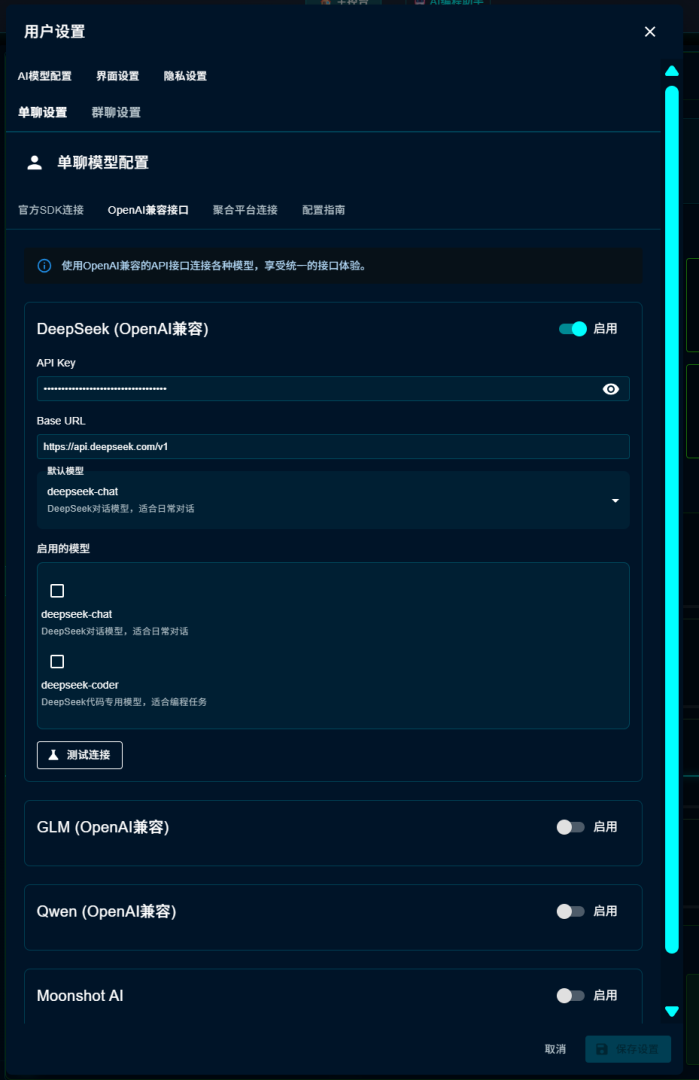 用户设置
AI模型配置 界面设置 隐私设置
单聊设置 群聊设置
单聊模型配置
官方SDK连接 OpenAI兼容接口 聚合平台连接 配置指南
使用OpenAI兼容的API接口连接各种模型，享受统一的接口体验。
DeepSeek (OpenAI兼容) 启用
API Key
Base URL
https://api.deepseek.com/v1
默认模型
deepseek-chat
DeepSeek对话模型，适合日常对话
启用的模型
deepseek-chat
DeepSeek对话模型，适合日常对话
deepseek-coder
DeepSeek代码专用模型，适合编程任务
测试连接
GLM (OpenAI兼容) 启用
Qwen (OpenAI兼容) 启用
Moonshot AI 启用
取消 保存设置